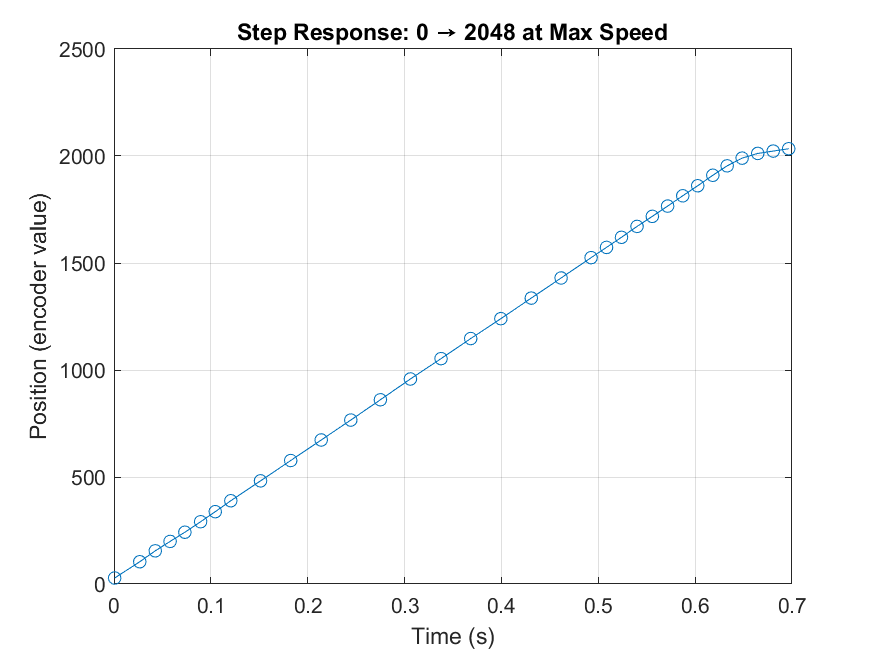 Step Response: 0 → 2048 at Max Speed
2500
2000
1500
1000
500
0
Position (encoder value)
0 0.1 0.2 0.3 0.4 0.5 0.6 0.7
Time (s)